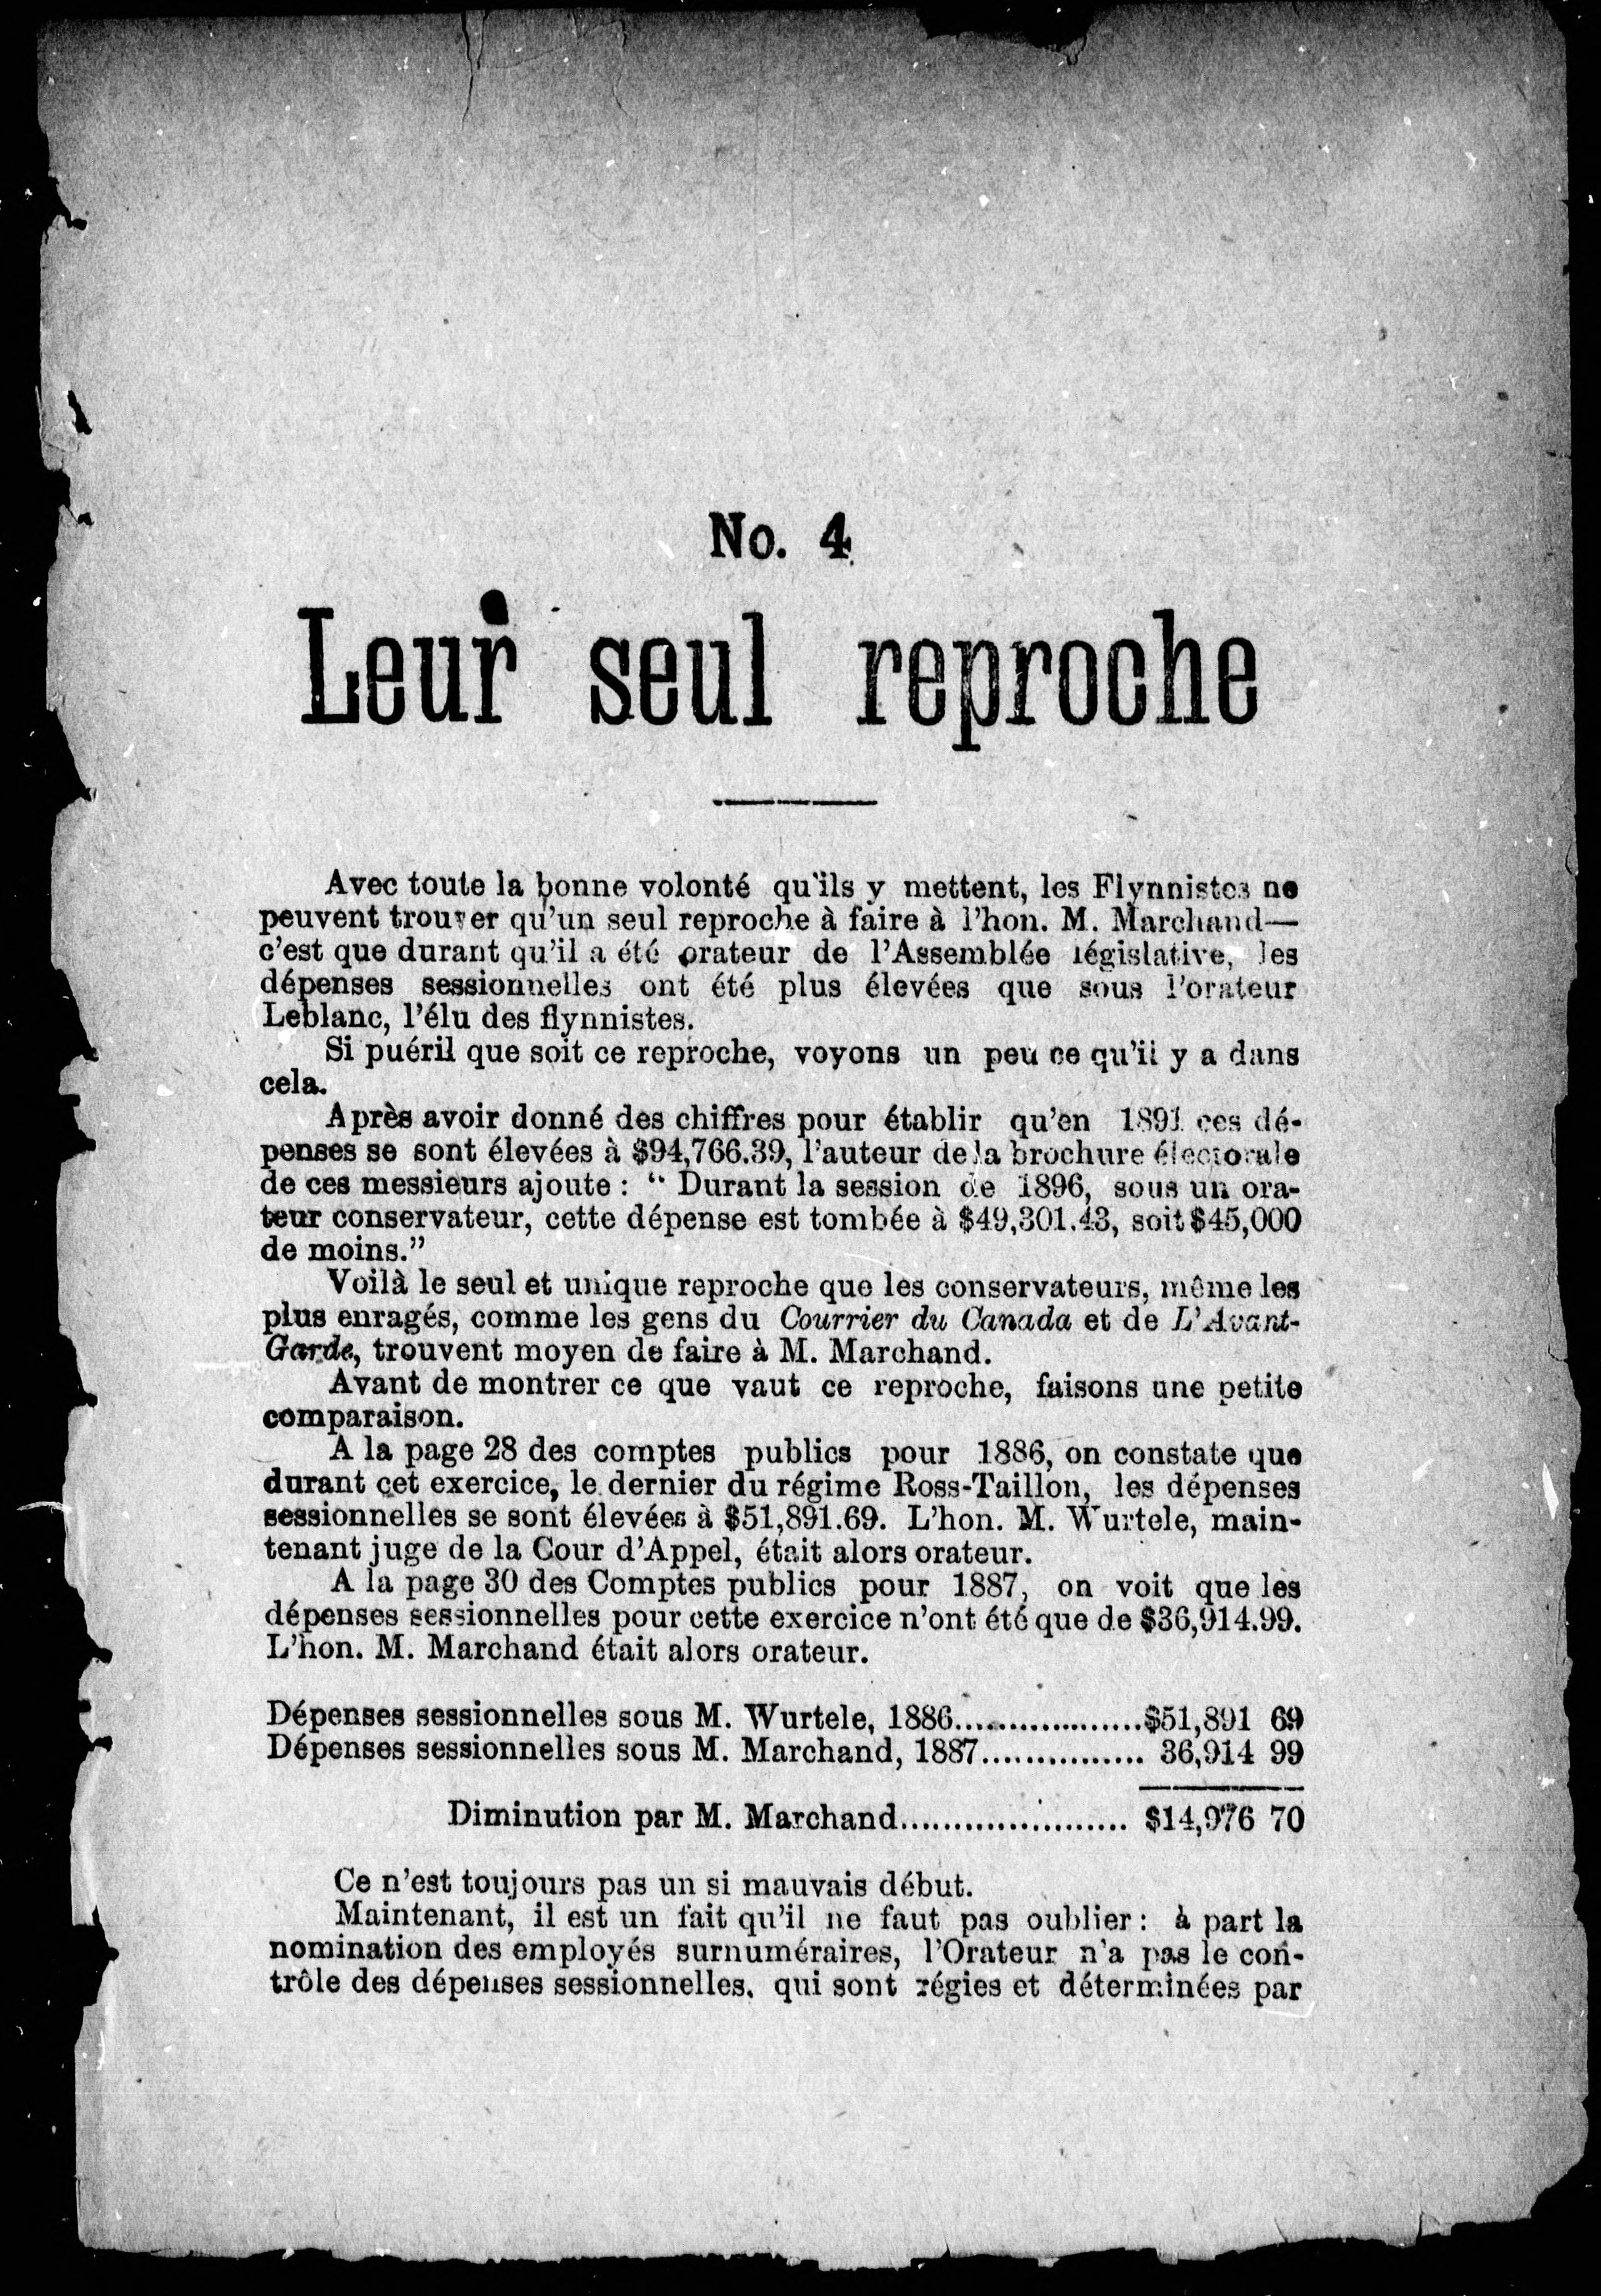 No. 4
Leur seul reproche
Avec toute la bonne volonté qu'ils y mettent, les Flynnistes ne
peuvent trouver qu'un seul reproche à faire à l'hon. M. Marchand—
c'est que durant qu'il a été orateur de l'Assemblée législative, les
dépenses sessionnelles ont été plus élevées que sous l'orateur
Leblanc, l'élu des flynnistes.
Si puéril que soit ce reproche, voyons un peu ce qu'il y a dans
cela.
Après avoir donné des chiffres pour établir qu'en 1891 ces dé-
penses se sont élevées à $94,766.39, l'auteur de la brochure électorale
de ces messieurs ajoute : “ Durant la session de 1896, sous un ora-
teur conservateur, cette dépense est tombée à $49,301.43, soit $45,000
de moins.”
Voilà le seul et unique reproche que les conservateurs, même les
plus enragés, comme les gens du Courrier du Canada et de L'Avant-
Garde, trouvent moyen de faire à M. Marchand.
Avant de montrer ce que vaut ce reproche, faisons une petite
comparaison.
A la page 28 des comptes publics pour 1886, on constate que
durant cet exercice, le dernier du régime Ross-Taillon, les dépenses
sessionnelles se sont élevées à $51,891.69. L'hon. M. Wurtele, main-
tenant juge de la Cour d'Appel, était alors orateur.
A la page 30 des Comptes publics pour 1887, on voit que les
dépenses sessionnelles pour cette exercice n'ont été que de $36,914.99.
L'hon. M. Marchand était alors orateur.
Dépenses sessionnelles sous M. Wurtele, 1886..................$51,891 69
Dépenses sessionnelles sous M. Marchand, 1887............... 36,914 99
Diminution par M. Marchand...................... $14,976 70
Ce n'est toujours pas un si mauvais début.
Maintenant, il est un fait qu'il ne faut pas oublier : à part la
nomination des employés surnuméraires, l'Orateur n'a pas le con-
trôle des dépenses sessionnelles, qui sont régies et déterminées par